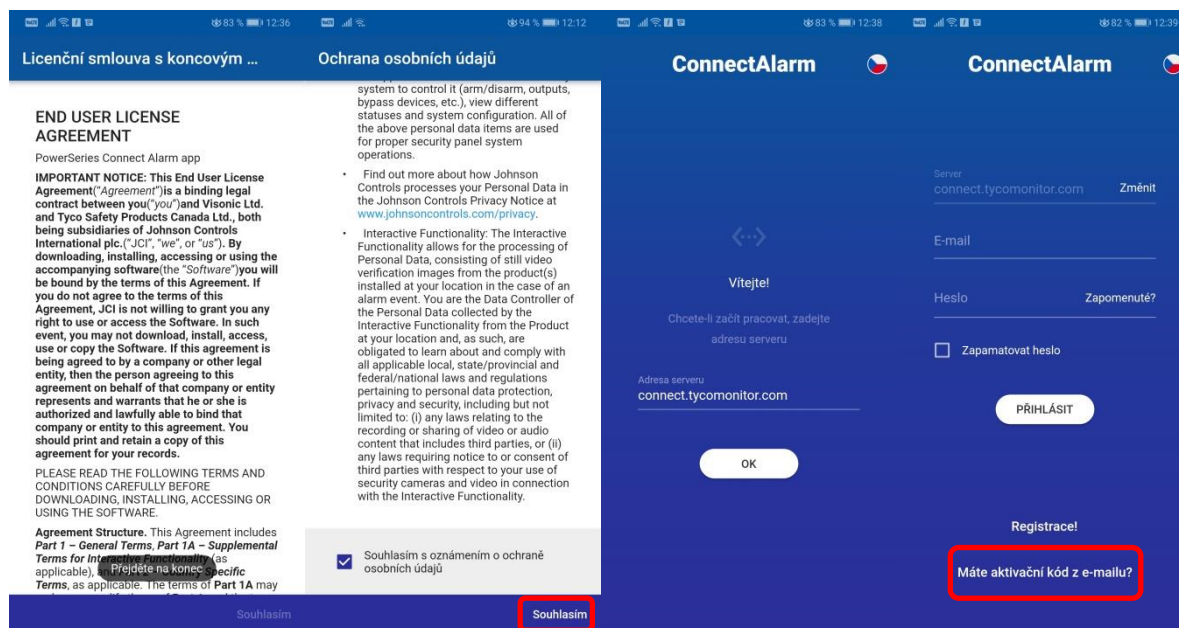 83 % 12:36
Licenční smlouva s koncovým ...
END USER LICENSE
AGREEMENT
PowerSeries Connect Alarm app
IMPORTANT NOTICE: This End User License
Agreement("Agreement")is a binding legal
contract between you("you")and Visonic Ltd.
and Tyco Safety Products Canada Ltd., both
being subsidiaries of Johnson Controls
International plc.("JCI", "we", or "us"). By
downloading, installing, accessing or using the
accompanying software(the "Software")you will
be bound by the terms of this Agreement. If
you do not agree to the terms of this
Agreement, JCI is not willing to grant you any
right to use or access the Software. In such
event, you may not download, install, access,
use or copy the Software. If this agreement is
being agreed to by a company or other legal
entity, then the person agreeing to this
agreement on behalf of that company or entity
represents and warrants that he or she is
authorized and lawfully able to bind that
company or entity to this agreement. You
should print and retain a copy of this
agreement for your records.
PLEASE READ THE FOLLOWING TERMS AND
CONDITIONS CAREFULLY BEFORE
DOWNLOADING, INSTALLING, ACCESSING OR
USING THE SOFTWARE.
Agreement Structure. This Agreement includes
Part 1 – General Terms, Part 1A – Supplemental
Terms for Interactive Functionality (as
applicable), Specific
Přejděte na konec
Terms, as applicable. The terms of Part 1A may
Souhlasím
94 % 12:12
Ochrana osobních údajů
system to control it (arm/disarm, outputs,
bypass devices, etc.), view different
statuses and system configuration. All of
the above personal data items are used
for proper security panel system
operations.
• Find out more about how Johnson
Controls processes your Personal Data in
the Johnson Controls Privacy Notice at
www.johnsoncontrols.com/privacy.
• Interactive Functionality: The Interactive
Functionality allows for the processing of
Personal Data, consisting of still video
verification images from the product(s)
installed at your location in the case of an
alarm event. You are the Data Controller of
the Personal Data collected by the
Interactive Functionality from the Product
at your location and, as such, are
obligated to learn about and comply with
all applicable local, state/provincial and
federal/national laws and regulations
pertaining to personal data protection,
privacy and security, including but not
limited to: (i) any laws relating to the
recording or sharing of video or audio
content that includes third parties, or (ii)
any laws requiring notice to or consent of
third parties with respect to your use of
security cameras and video in connection
with the Interactive Functionality.
Souhlasím s oznámením o ochraně
osobních údajů
Souhlasím
83 % 12:38
ConnectAlarm
Vítejte!
Chcete-li začít pracovat, zadejte
adresu serveru
Adresa serveru
connect.tycomonitor.com
OK
82 % 12:39
ConnectAlarm
Server
connect.tycomonitor.com Změnit
E-mail
Heslo Zapomenuté?
Zapamatovat heslo
PŘIHLÁSIT
Registrace!
Máte aktivační kód z e-mailu?